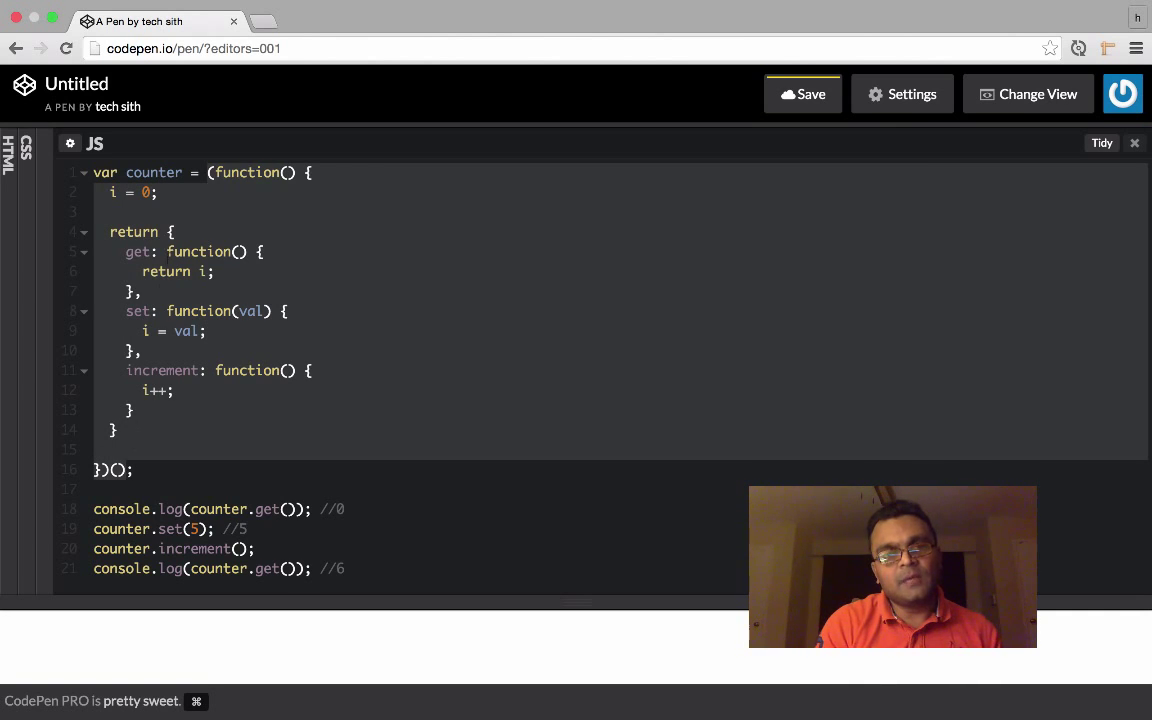 A Pen by tech sith
h
codepen.io/pen/?editors=001
Untitled
A PEN BY tech sith
Save
Settings
Change View
HTML
CSS
JS
Tidy
1 var counter = (function() {
2 i = 0;
3
4 return {
5 get: function() {
6 return i;
7 },
8 set: function(val) {
9 i = val;
10 },
11 increment: function() {
12 i++;
13 }
14 }
15
16 })();
17
18 console.log(counter.get()); //0
19 counter.set(5); //5
20 counter.increment();
21 console.log(counter.get()); //6
CodePen PRO is pretty sweet. ⌘